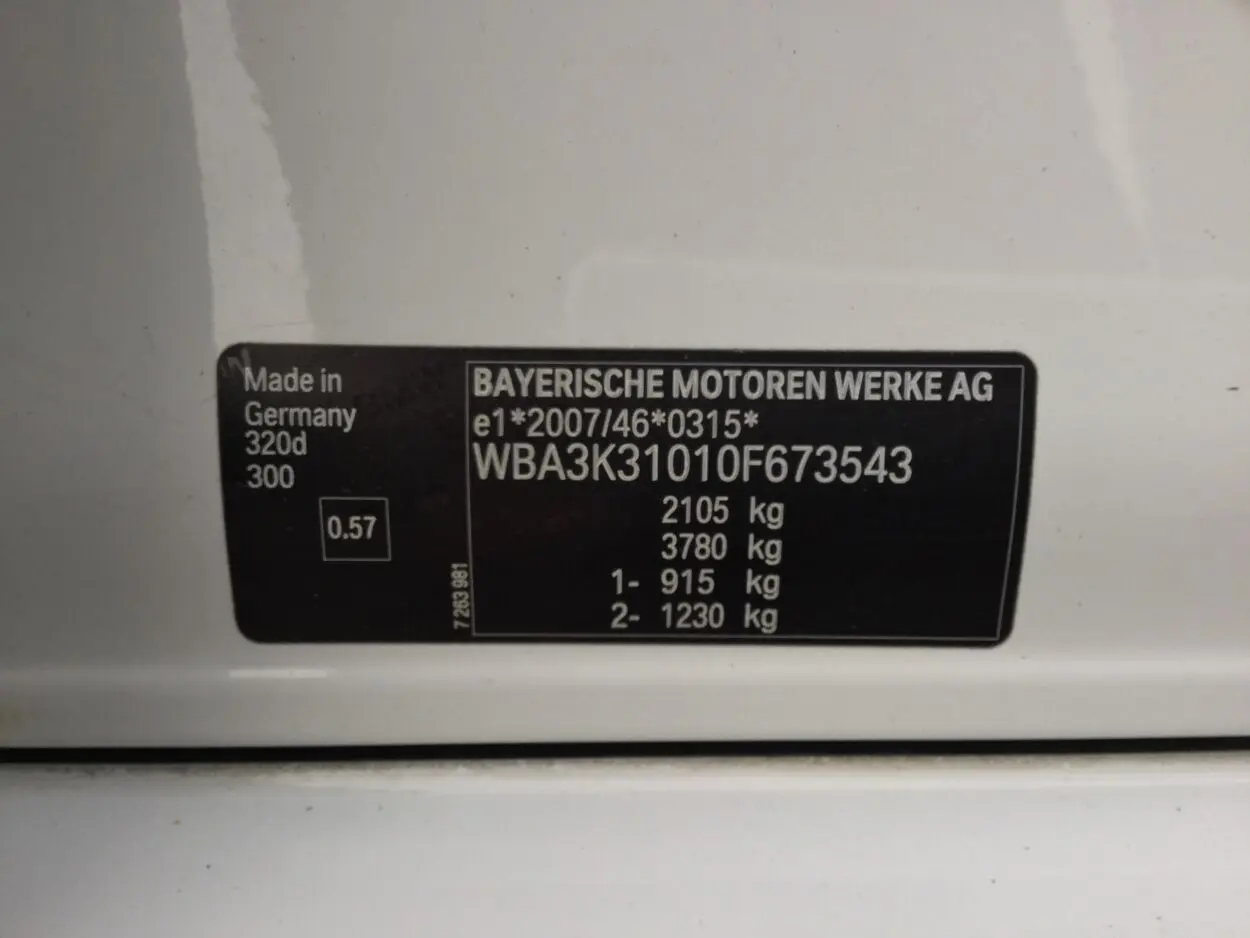 Made in
Germany
320d
300
0.57
7 263 981
BAYERISCHE MOTOREN WERKE AG
e1*2007/46*0315*
WBA3K31010F673543
2105 kg
3780 kg
1- 915 kg
2- 1230 kg